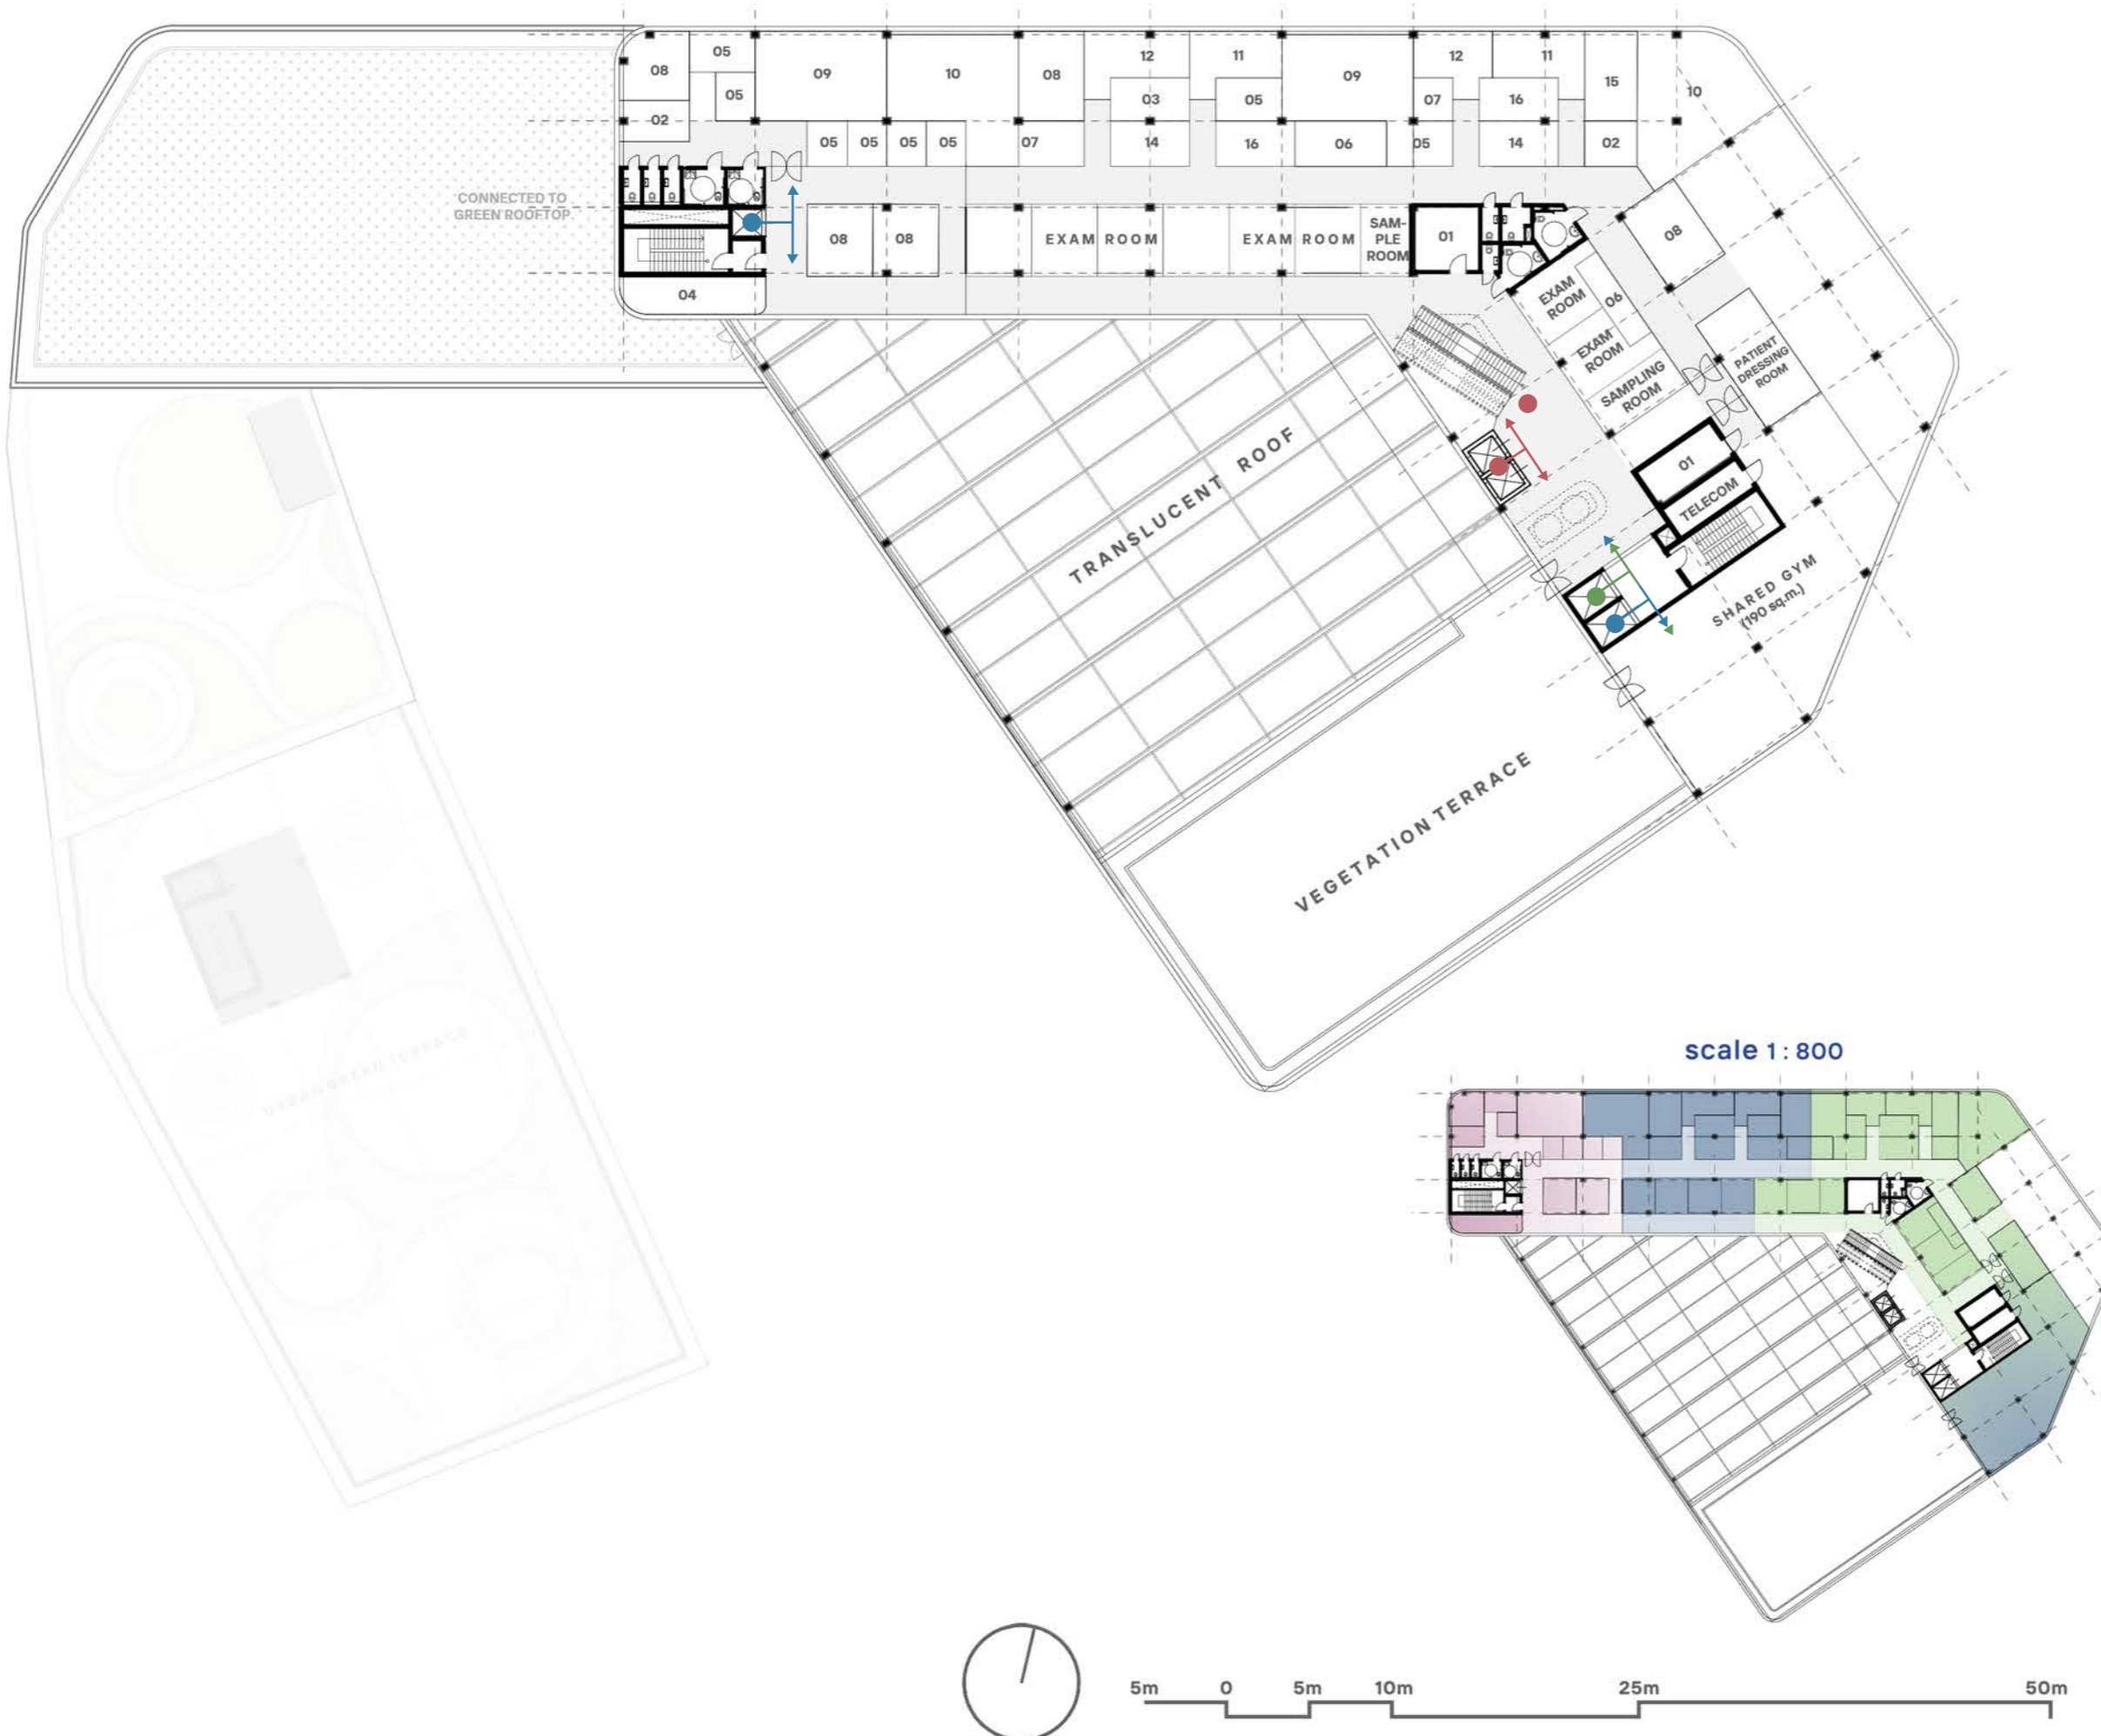 05
08
09
10
08
12
11
09
12
11
15
10
05
03
05
07
16
02
05
05
05
05
07
14
16
06
05
14
02
CONNECTED TO
GREEN ROOFTOP
08
08
EXAM ROOM
EXAM ROOM
SAM-
PLE
ROOM
01
08
04
EXAM
ROOM
06
EXAM
ROOM
SAMPLING
ROOM
PATIENT
DRESSING
ROOM
01
TELECOM
TRANSLUCENT ROOF
SHARED GYM
(190 sq.m.)
VEGETATION TERRACE
scale 1 : 800
5m 0 5m 10m 25m 50m